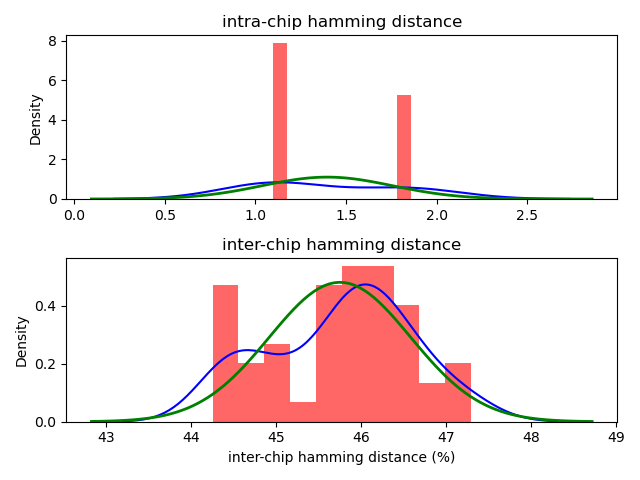 intra-chip hamming distance
8
6
4
2
0
Density
0.0 0.5 1.0 1.5 2.0 2.5
inter-chip hamming distance
0.4
0.2
0.0
Density
43 44 45 46 47 48 49
inter-chip hamming distance (%)